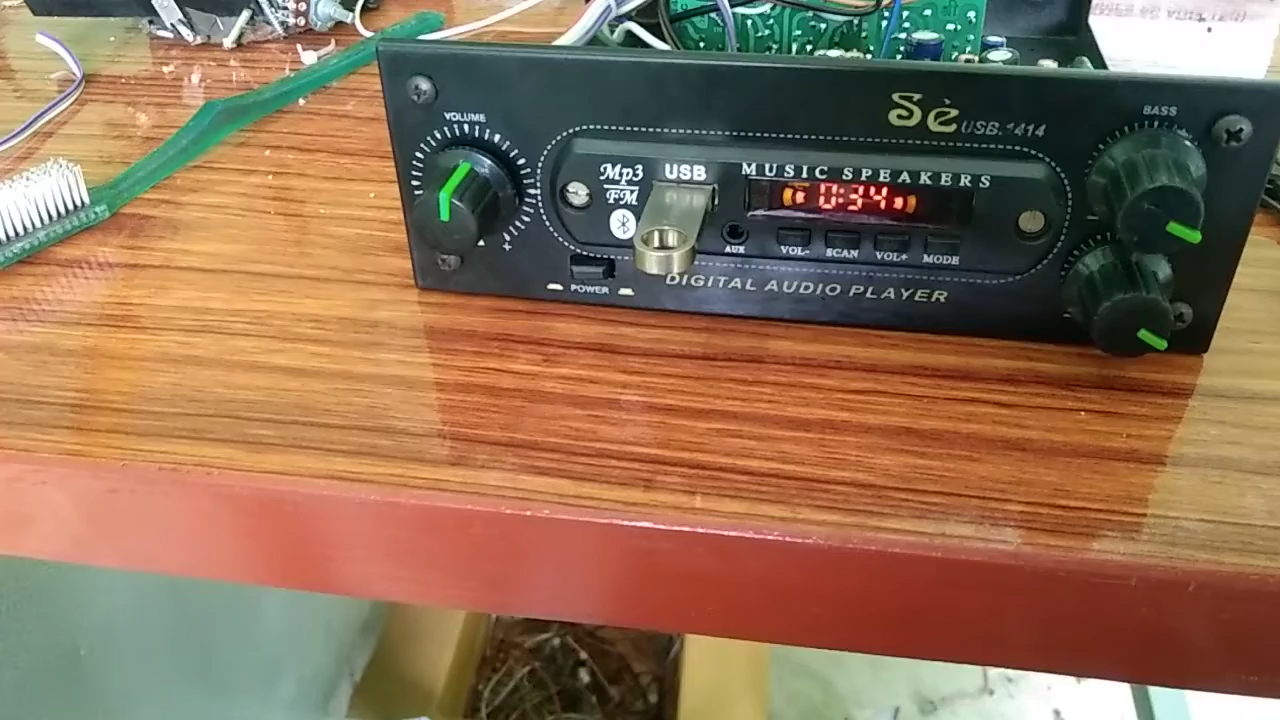 VOLUME
Sè USB.1414
BASS
Mp3
FM
USB
MUSIC SPEAKERS
0:34
AUX
VOL-
SCAN
VOL+
MODE
POWER
DIGITAL AUDIO PLAYER